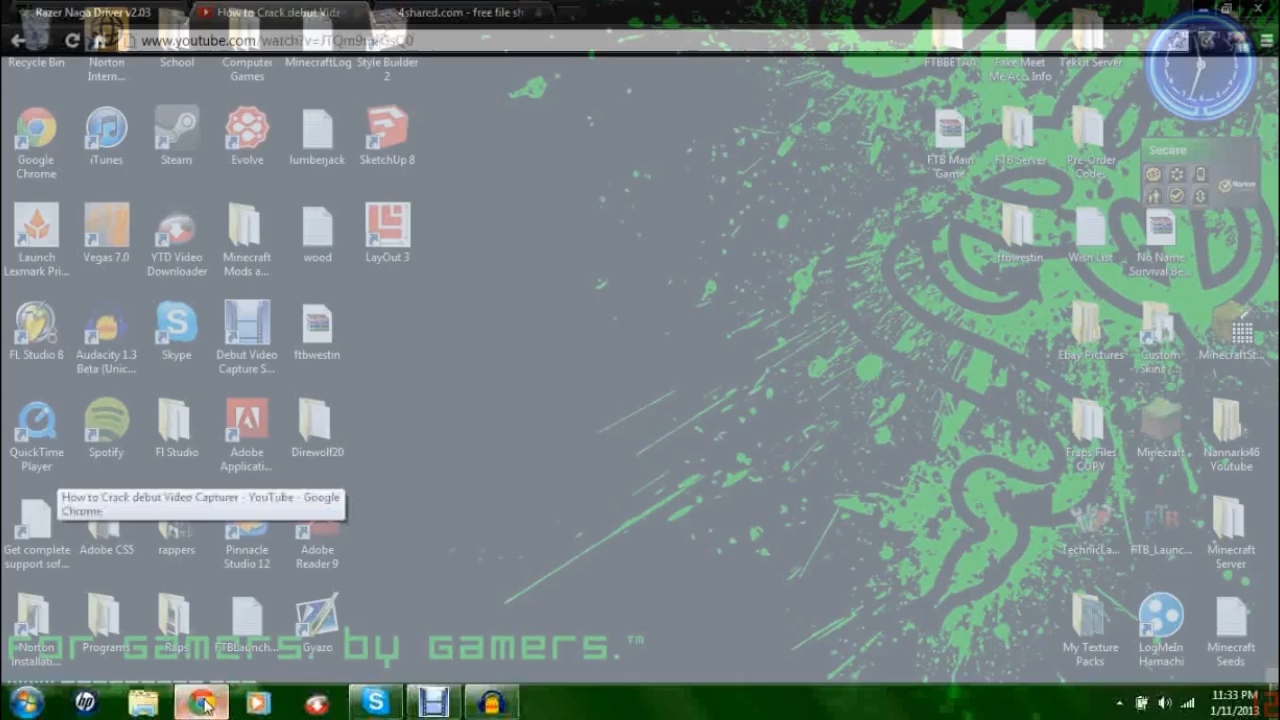 Razer Naga Driver v2.03
How to Crack debut Vide
4shared.com - free file sh
www.youtube.com/watch?v=
Recycle Bin
Norton Intern...
School
Computer Games
MinecraftLog
Style Builder 2
FTBBETAA
Fake Meet Me Acc. Info
Tekkit Server
Google Chrome
iTunes
Steam
Evolve
lumberjack
SketchUp 8
FTB Main Game
FTB Server
Pre-Order Codes
Secure
Norton
Launch Lexmark Pri...
Vegas 7.0
YTD Video Downloader
Minecraft Mods a...
wood
LayOut 3
ftbwestin
Wish List
No Name Survival Be...
FL Studio 8
Audacity 1.3 Beta (Unic...
Skype
Debut Video Capture S...
ftbwestin
Ebay Pictures
Custom Skins /...
MinecraftSt...
QuickTime Player
Spotify
Fl Studio
Adobe Applicati...
Direwolf20
Fraps Files COPY
Minecraft
Nannark46 Youtube
How to Crack debut Video Capturer - YouTube - Google
Chrome
Get complete support sof...
Adobe CS5
rappers
Pinnacle Studio 12
Adobe Reader 9
TechnicLa...
FTB_Launc...
Minecraft Server
Norton Installati...
Programs
Raps
FTBLaunch...
Gyazo
My Texture Packs
LogMeIn Hamachi
Minecraft Seeds
For gamers. by gamers.™
11:33 PM
1/11/2013